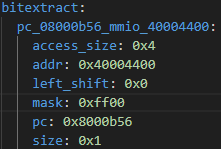 bitextract:
pc_08000b56_mmio_40004400:
access_size: 0x4
addr: 0x40004400
left_shift: 0x0
mask: 0xff00
pc: 0x8000b56
size: 0x1